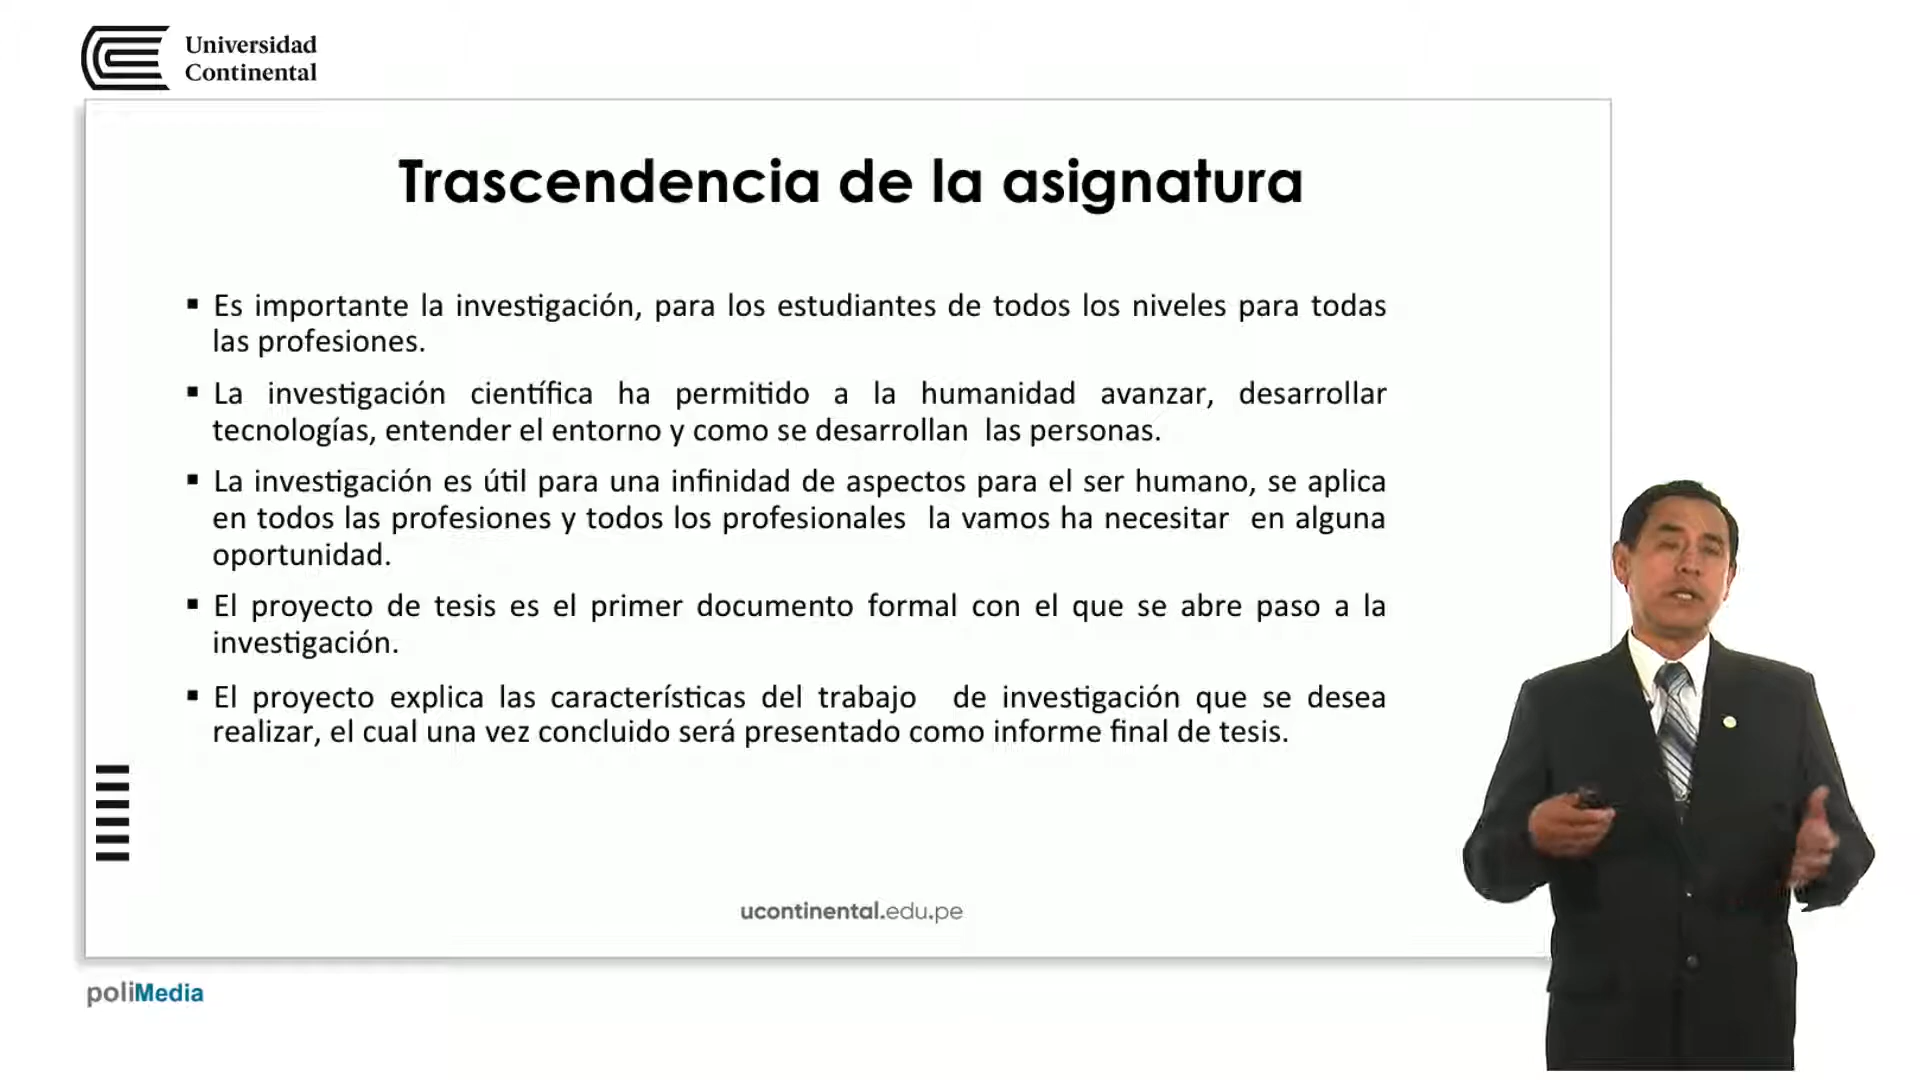 Universidad
Continental
Trascendencia de la asignatura
▪ Es importante la investigación, para los estudiantes de todos los niveles para todas
las profesiones.
▪ La investigación científica ha permitido a la humanidad avanzar, desarrollar
tecnologías, entender el entorno y como se desarrollan las personas.
▪ La investigación es útil para una infinidad de aspectos para el ser humano, se aplica
en todos las profesiones y todos los profesionales la vamos ha necesitar en alguna
oportunidad.
▪ El proyecto de tesis es el primer documento formal con el que se abre paso a la
investigación.
▪ El proyecto explica las características del trabajo de investigación que se desea
realizar, el cual una vez concluido será presentado como informe final de tesis.
ucontinental.edu.pe
poliMedia